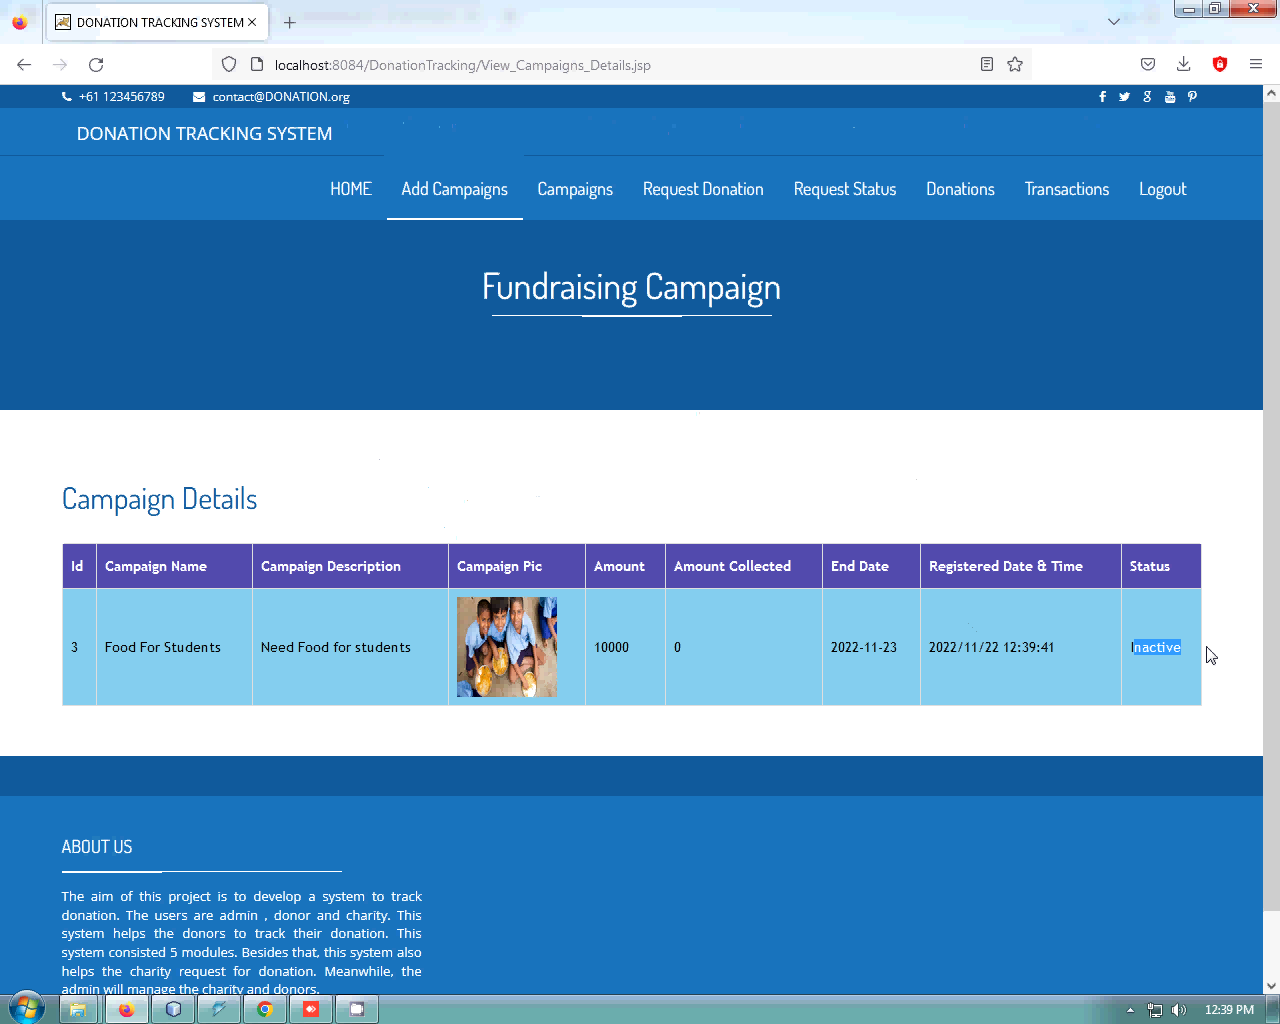 DONATION TRACKING SYSTEM
localhost:8084/DonationTracking/View_Campaigns_Details.jsp
+61 123456789 contact@DONATION.org
DONATION TRACKING SYSTEM
HOME Add Campaigns Campaigns Request Donation Request Status Donations Transactions Logout
Fundraising Campaign
Campaign Details
Id Campaign Name Campaign Description Campaign Pic Amount Amount Collected End Date Registered Date & Time Status
3 Food For Students Need Food for students 10000 0 2022-11-23 2022/11/22 12:39:41 Inactive
ABOUT US
The aim of this project is to develop a system to track
donation. The users are admin , donor and charity. This
system helps the donors to track their donation. This
system consisted 5 modules. Besides that, this system also
helps the charity request for donation. Meanwhile, the
admin will manage the charity and donors.
12:39 PM